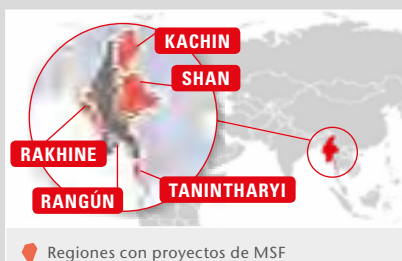 KACHIN
SHAN
RAKHINE
RANGÚN
TANINTHARYI
Regiones con proyectos de MSF